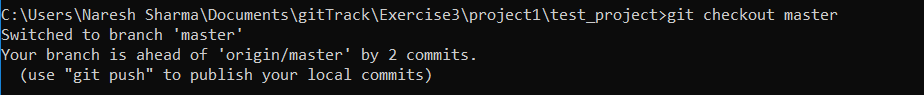 C:\Users\Naresh Sharma\Documents\gitTrack\Exercise3\project1\test_project>git checkout master
Switched to branch 'master'
Your branch is ahead of 'origin/master' by 2 commits.
  (use "git push" to publish your local commits)